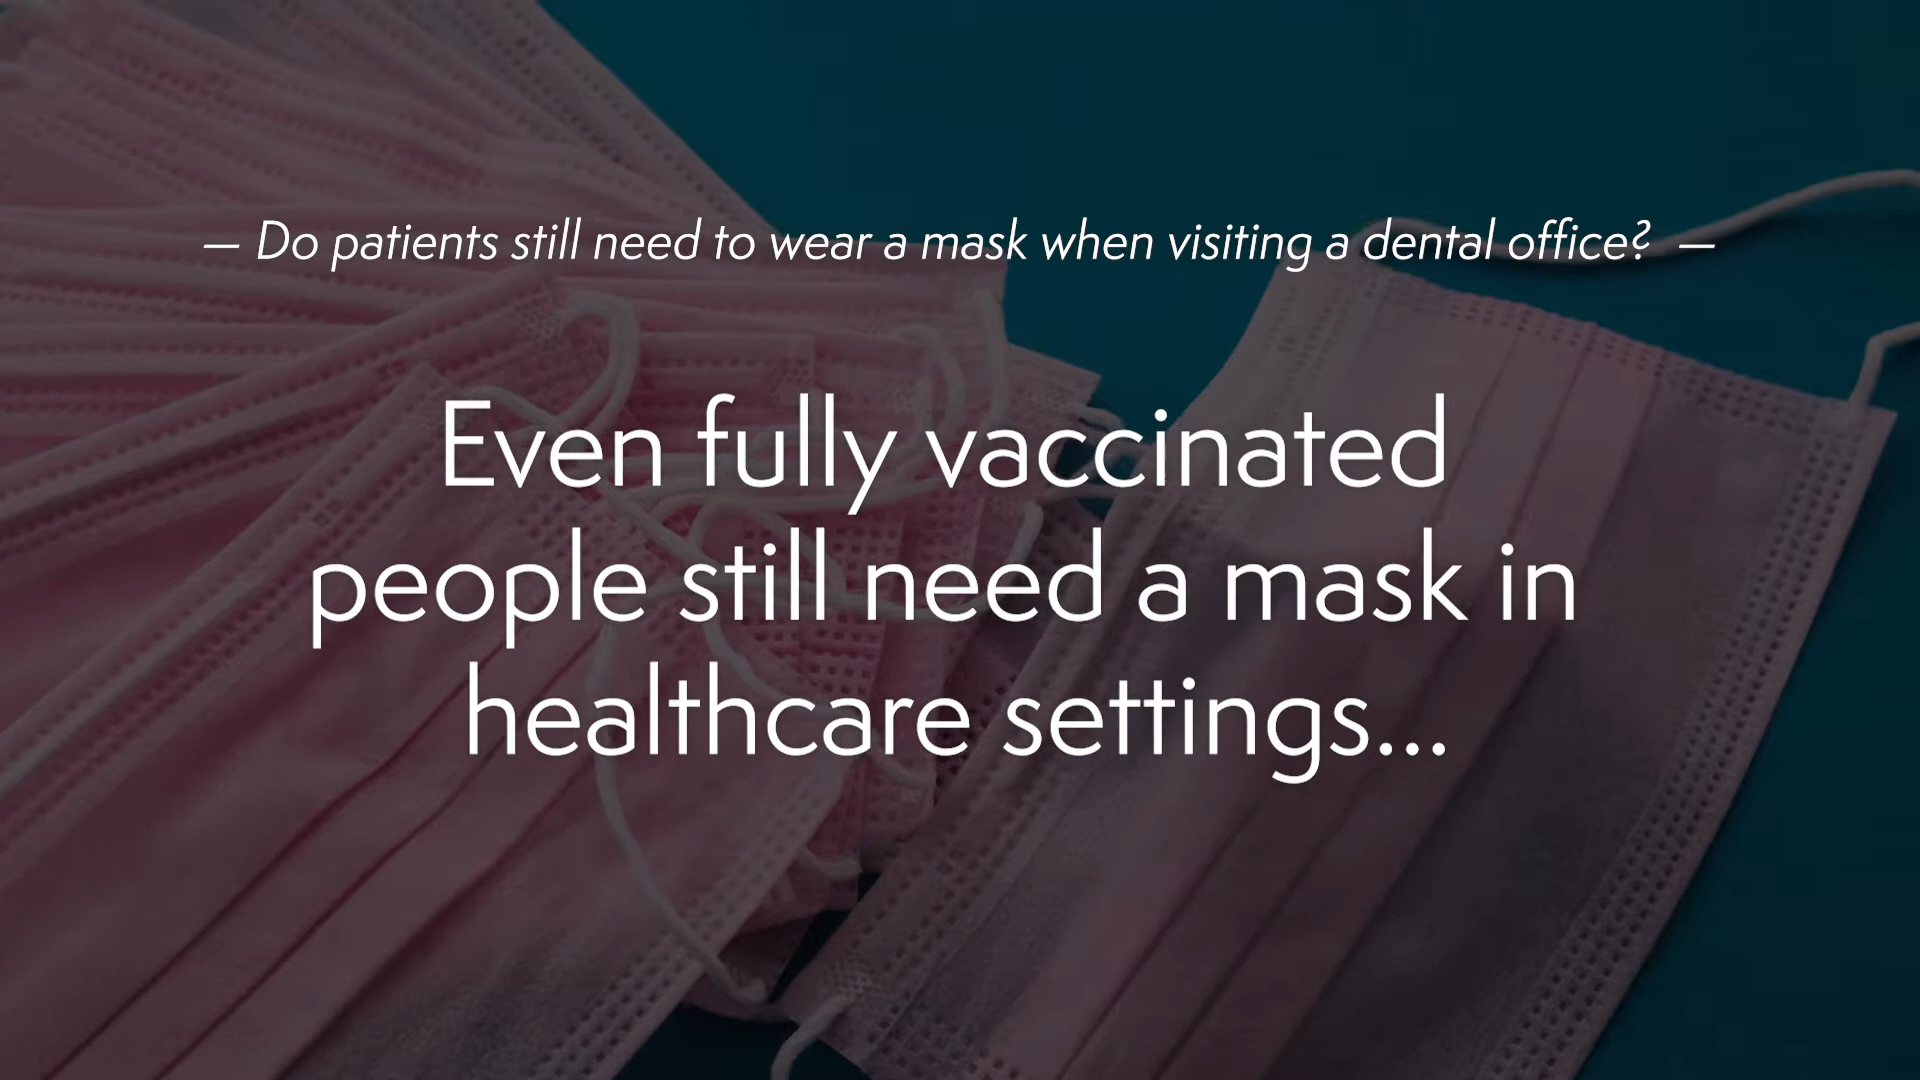 — Do patients still need to wear a mask when visiting a dental office? —
Even fully vaccinated
people still need a mask in
healthcare settings...